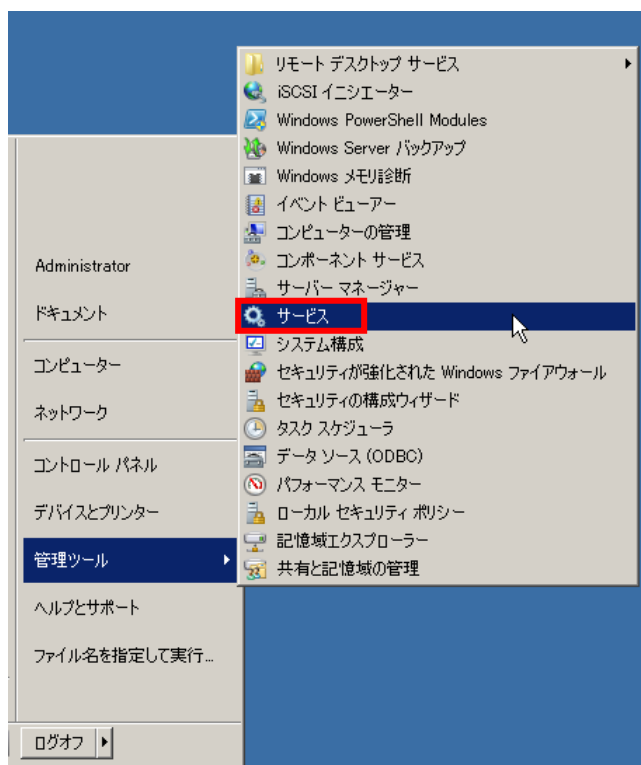 リモート デスクトップ サービス
iSCSI イニシエーター
Windows PowerShell Modules
Windows Server バックアップ
Windows メモリ診断
イベント ビューアー
コンピューターの管理
コンポーネント サービス
サーバー マネージャー
サービス
システム構成
セキュリティが強化された Windows ファイアウォール
セキュリティの構成ウィザード
タスク スケジューラ
データ ソース (ODBC)
パフォーマンス モニター
ローカル セキュリティ ポリシー
記憶域エクスプローラー
共有と記憶域の管理
Administrator
ドキュメント
コンピューター
ネットワーク
コントロール パネル
デバイスとプリンター
管理ツール
ヘルプとサポート
ファイル名を指定して実行...
ログオフ